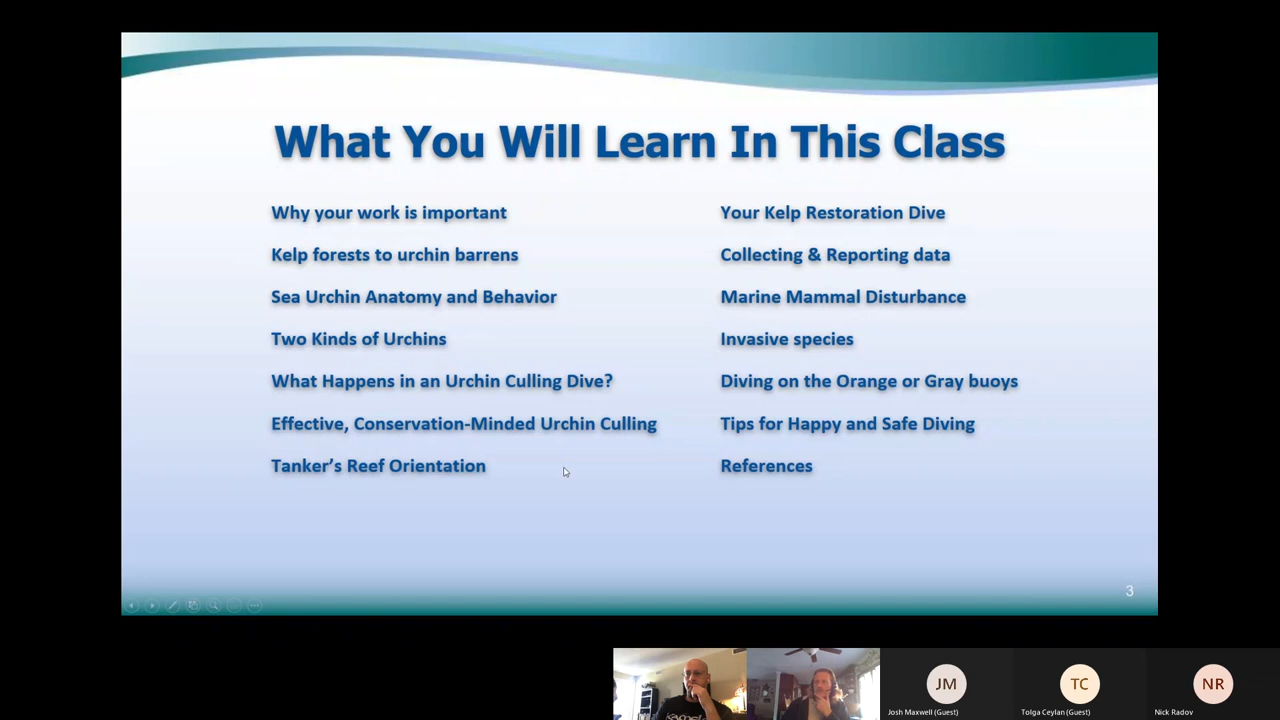 What You Will Learn In This Class
Why your work is important
Kelp forests to urchin barrens
Sea Urchin Anatomy and Behavior
Two Kinds of Urchins
What Happens in an Urchin Culling Dive?
Effective, Conservation-Minded Urchin Culling
Tanker’s Reef Orientation
Your Kelp Restoration Dive
Collecting & Reporting data
Marine Mammal Disturbance
Invasive species
Diving on the Orange or Gray buoys
Tips for Happy and Safe Diving
References
3
JM
TC
NR
Josh Maxwell (Guest)
Tolga Ceylan (Guest)
Nick Radov